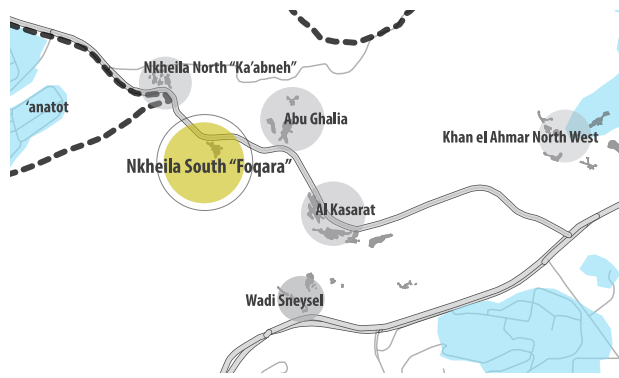 Nkheila North “Ka’abneh”
‘anatot
Abu Ghalia
Khan el Ahmar North West
Nkheila South “Foqara”
Al Kasarat
Wadi Sneysel